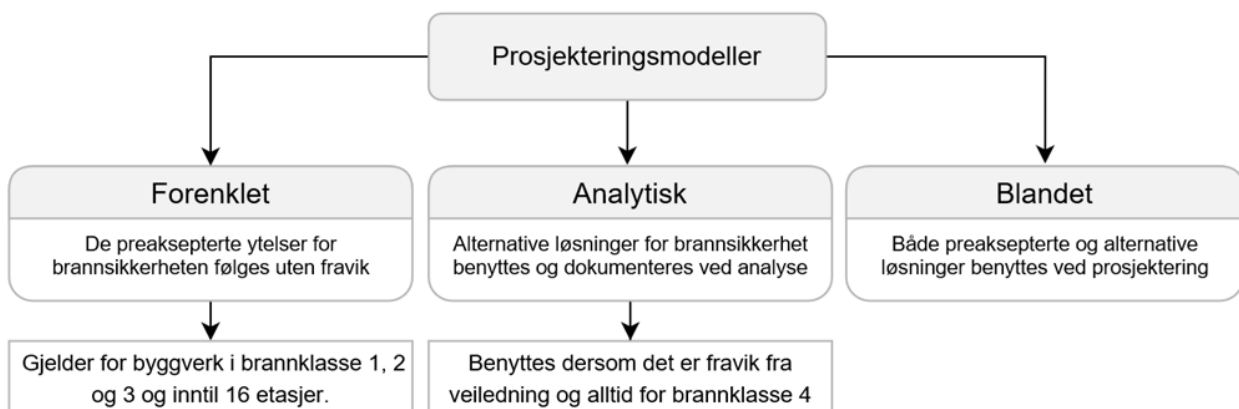 Prosjekteringsmodeller
Forenklet
De preaksepterte ytelser for
brannsikkerheten følges uten fravik
Gjelder for byggverk i brannklasse 1, 2
og 3 og inntil 16 etasjer.
Analytisk
Alternative løsninger for brannsikkerhet
benyttes og dokumenteres ved analyse
Benyttes dersom det er fravik fra
veiledning og alltid for brannklasse 4
Blandet
Både preaksepterte og alternative
løsninger benyttes ved prosjektering